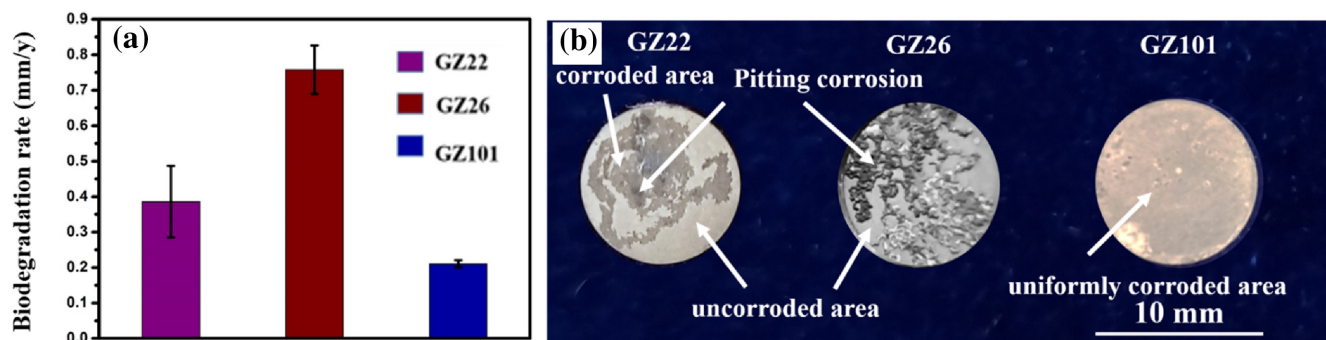 Biodegradation rate (mm/y)
0.9
0.8
0.7
0.6
0.5
0.4
0.3
0.2
0.1
0.0
(a)
GZ22
GZ26
GZ101
(b)
GZ22
GZ26
GZ101
corroded area
Pitting corrosion
uncorroded area
uniformly corroded area
10 mm